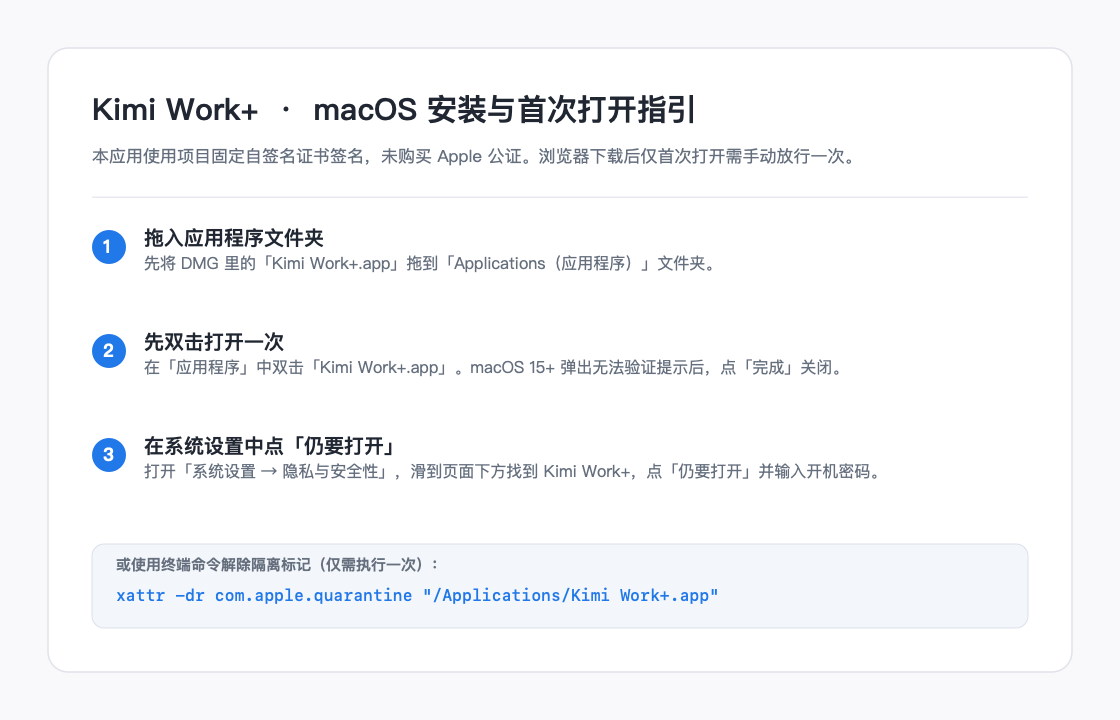 Kimi Work+ · macOS 安装与首次打开指引
本应用使用项目固定自签名证书签名，未购买 Apple 公证。浏览器下载后仅首次打开需手动放行一次。
1
拖入应用程序文件夹
先将 DMG 里的「Kimi Work+.app」拖到「Applications（应用程序）」文件夹。
2
先双击打开一次
在「应用程序」中双击「Kimi Work+.app」。macOS 15+ 弹出无法验证提示后，点「完成」关闭。
3
在系统设置中点「仍要打开」
打开「系统设置 → 隐私与安全性」，滑到页面下方找到 Kimi Work+，点「仍要打开」并输入开机密码。
或使用终端命令解除隔离标记（仅需执行一次）：
xattr –dr com.apple.quarantine "/Applications/Kimi Work+.app"